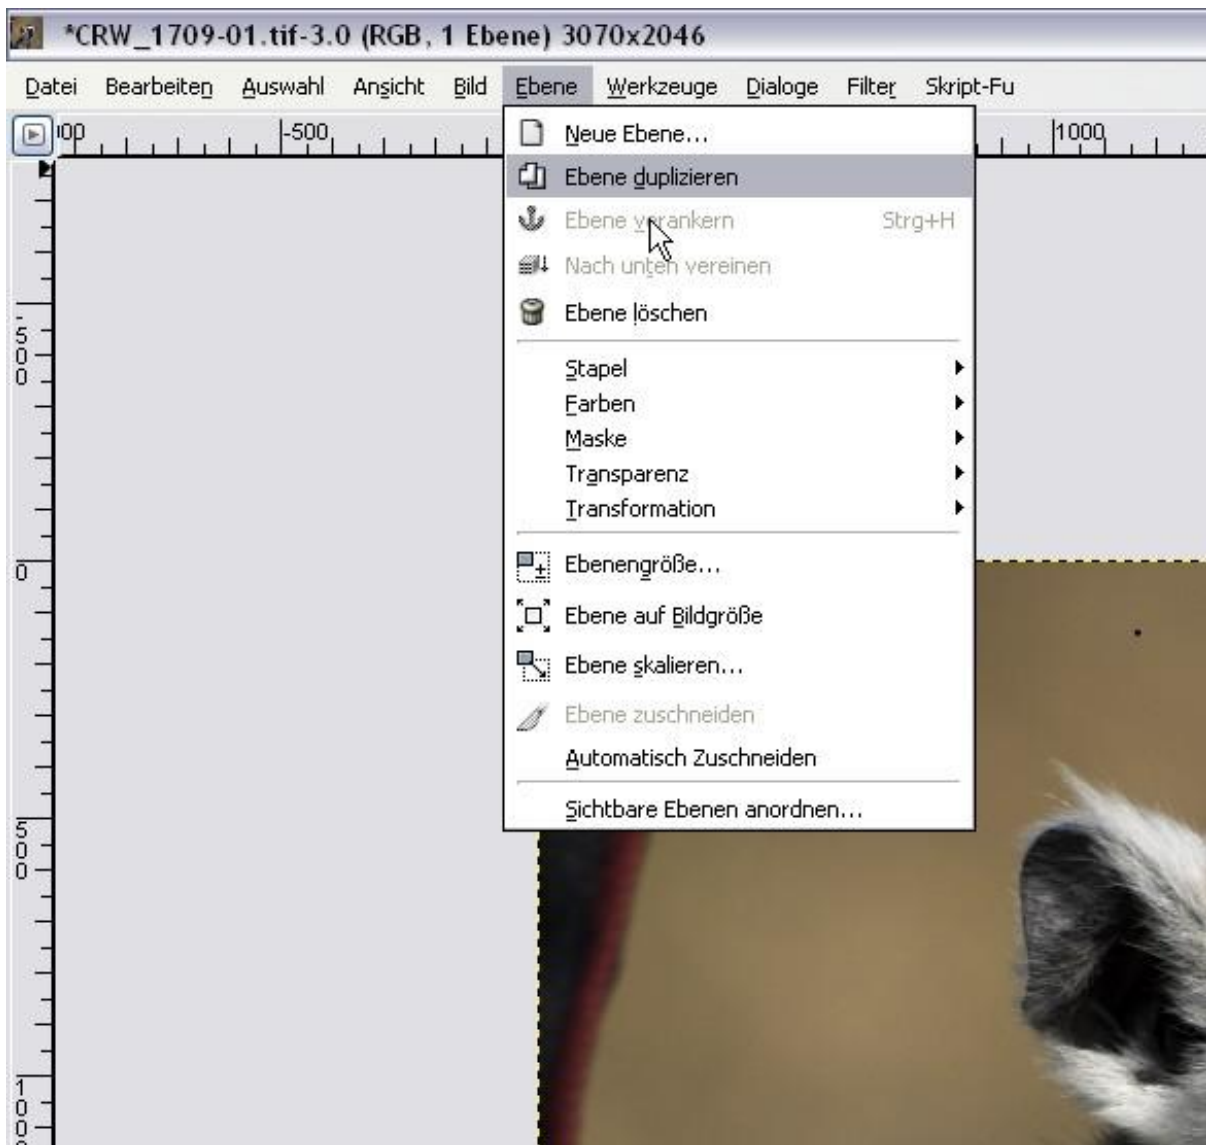 *CRW_1709-01.tif-3.0 (RGB, 1 Ebene) 3070x2046
Datei Bearbeiten Auswahl Ansicht Bild Ebene Werkzeuge Dialoge Filter Skript-Fu
-500
1000
Neue Ebene...
Ebene duplizieren
Ebene verankern Strg+H
Nach unten vereinen
Ebene löschen
Stapel
Farben
Maske
Transparenz
Transformation
Ebenengröße...
Ebene auf Bildgröße
Ebene skalieren...
Ebene zuschneiden
Automatisch Zuschneiden
Sichtbare Ebenen anordnen...
-500
0
500